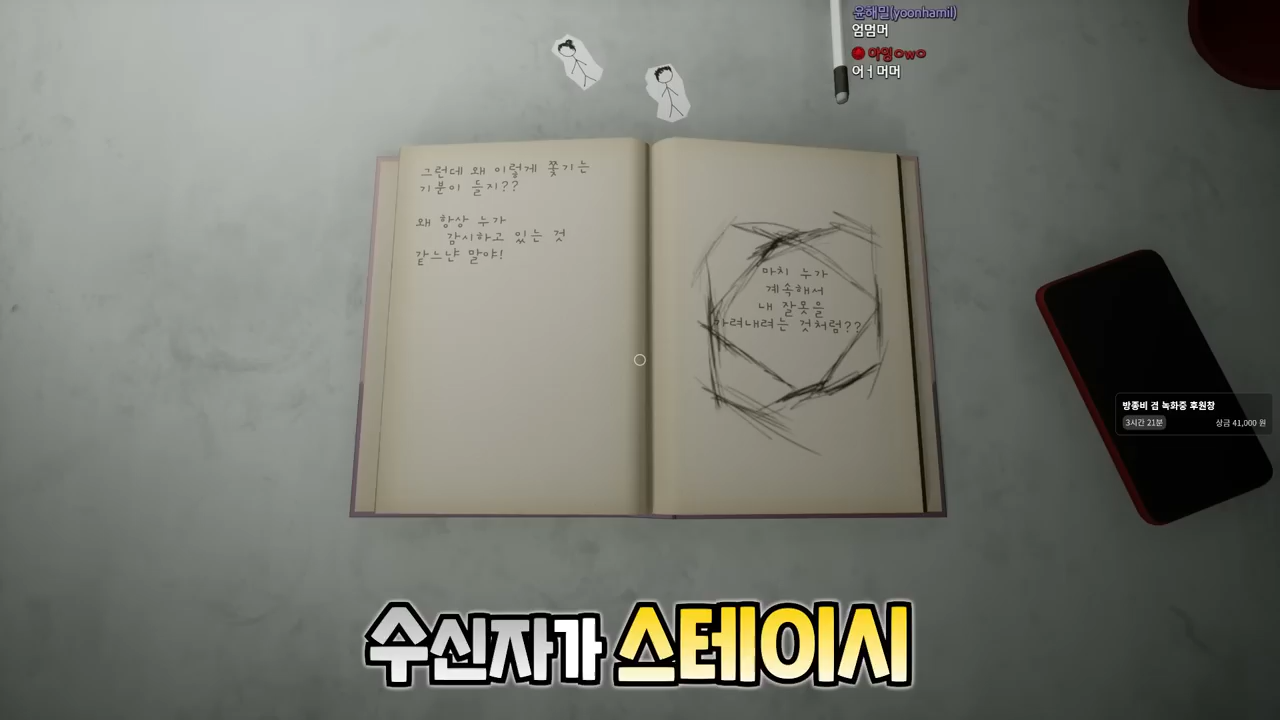 윤해밀(yoonhamil)
엄멈머
아임ㅇwㅇ
어ㅓ머머
그런데 왜 이렇게 쫓기는
기분이 들지??
왜 항상 누가
감시하고 있는 것
같느냔 말야!
마치 누가
계속해서
내 잘못을
가려내려는 것처럼??
방종비 겸 녹화중 후원창
3시간 21분
상금 41,000 원
수신자가 스테이시